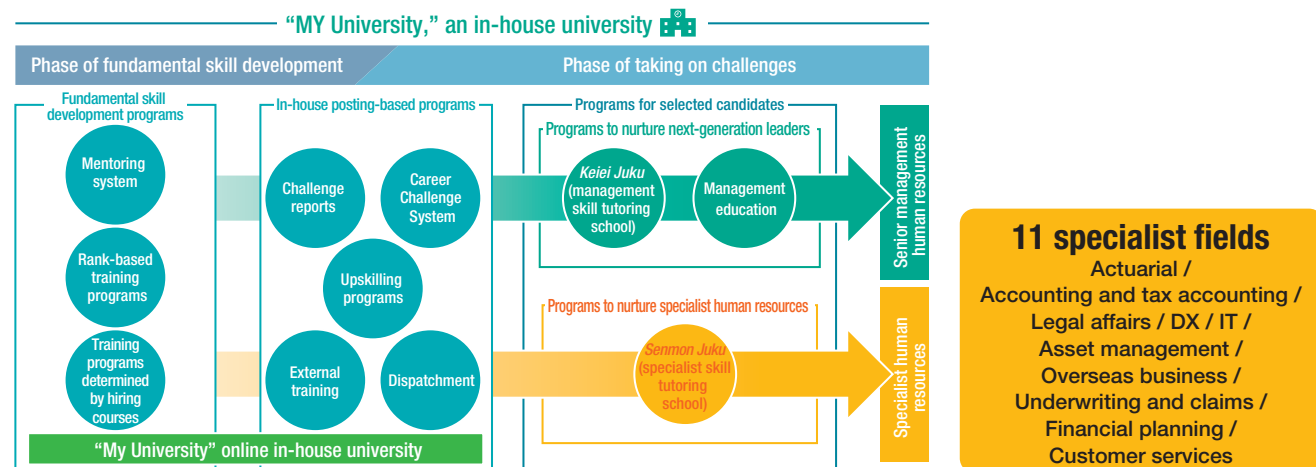 “MY University,” an in-house university
Phase of fundamental skill development
Phase of taking on challenges
Fundamental skill
development programs
Mentoring
system
Rank-based
training
programs
Training
programs
determined
by hiring
courses
In-house posting-based programs
Challenge
reports
Career
Challenge
System
Upskilling
programs
External
training
Dispatchment
“My University” online in-house university
Programs for selected candidates
Programs to nurture next-generation leaders
Keiei Juku
(management
skill tutoring
school)
Management
education
Programs to nurture specialist human resources
Senmon Juku
(specialist skill
tutoring
school)
Senior management
human resources
Specialist human
resources
11 specialist fields
Actuarial /
Accounting and tax accounting /
Legal affairs / DX / IT /
Asset management /
Overseas business /
Underwriting and claims /
Financial planning /
Customer services